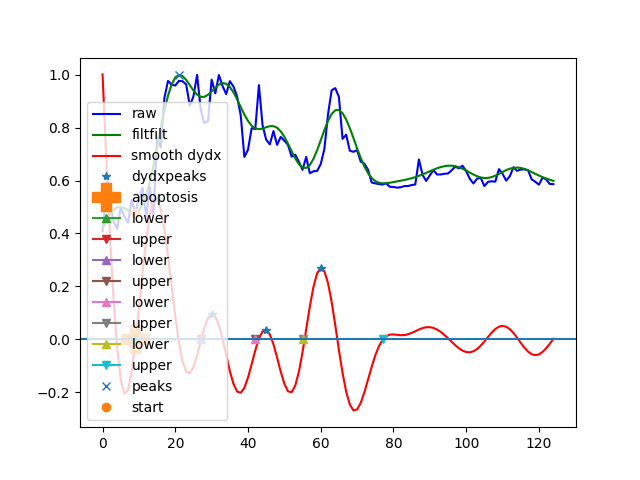 1.0
0.8
0.6
0.4
0.2
0.0
−0.2
raw
filtfilt
smooth dydx
dydxpeaks
apoptosis
lower
upper
lower
upper
lower
upper
lower
upper
peaks
start
0 20 40 60 80 100 120